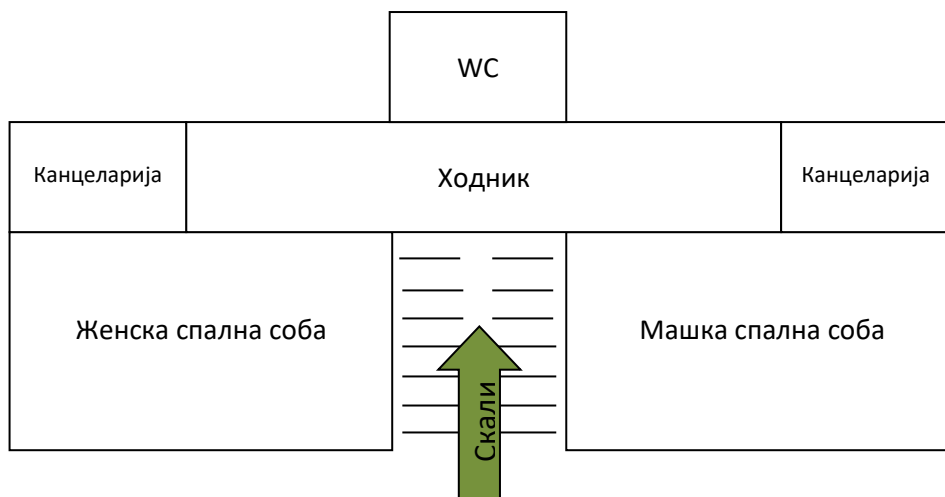 WC
Канцеларија
Ходник
Канцеларија
Женска спална соба
Машка спална соба
Скали